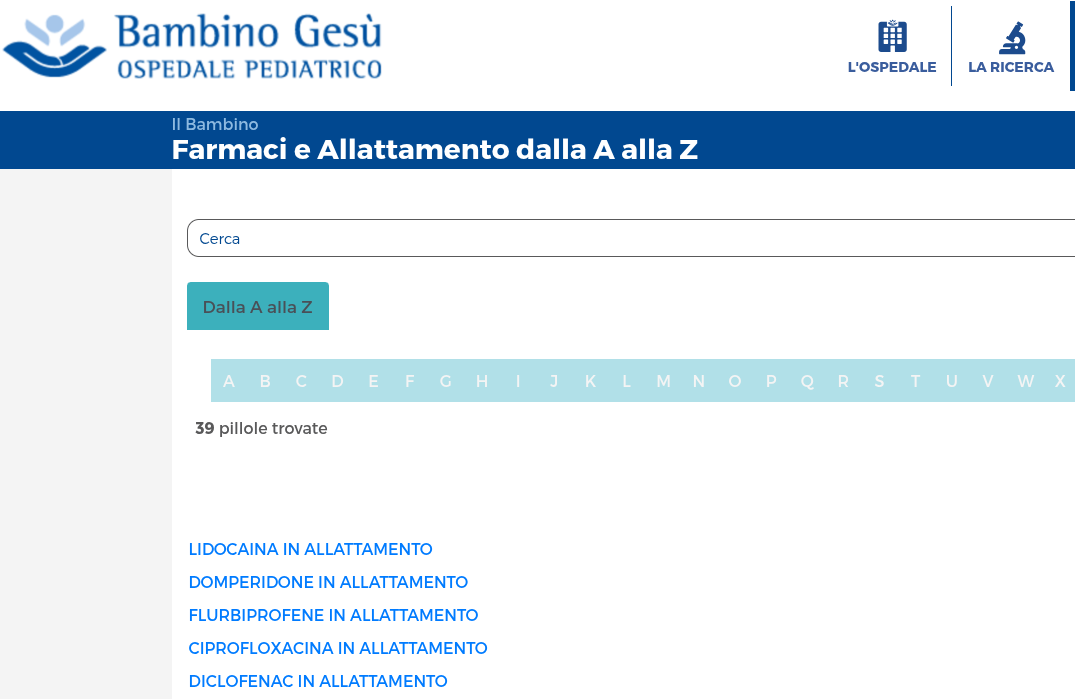 Bambino Gesù
OSPEDALE PEDIATRICO
L'OSPEDALE
LA RICERCA
Il Bambino
Farmaci e Allattamento dalla A alla Z
Cerca
Dalla A alla Z
A B C D E F G H I J K L M N O P Q R S T U V W X
39 pillole trovate
LIDOCAINA IN ALLATTAMENTO
DOMPERIDONE IN ALLATTAMENTO
FLURBIPROFENE IN ALLATTAMENTO
CIPROFLOXACINA IN ALLATTAMENTO
DICLOFENAC IN ALLATTAMENTO